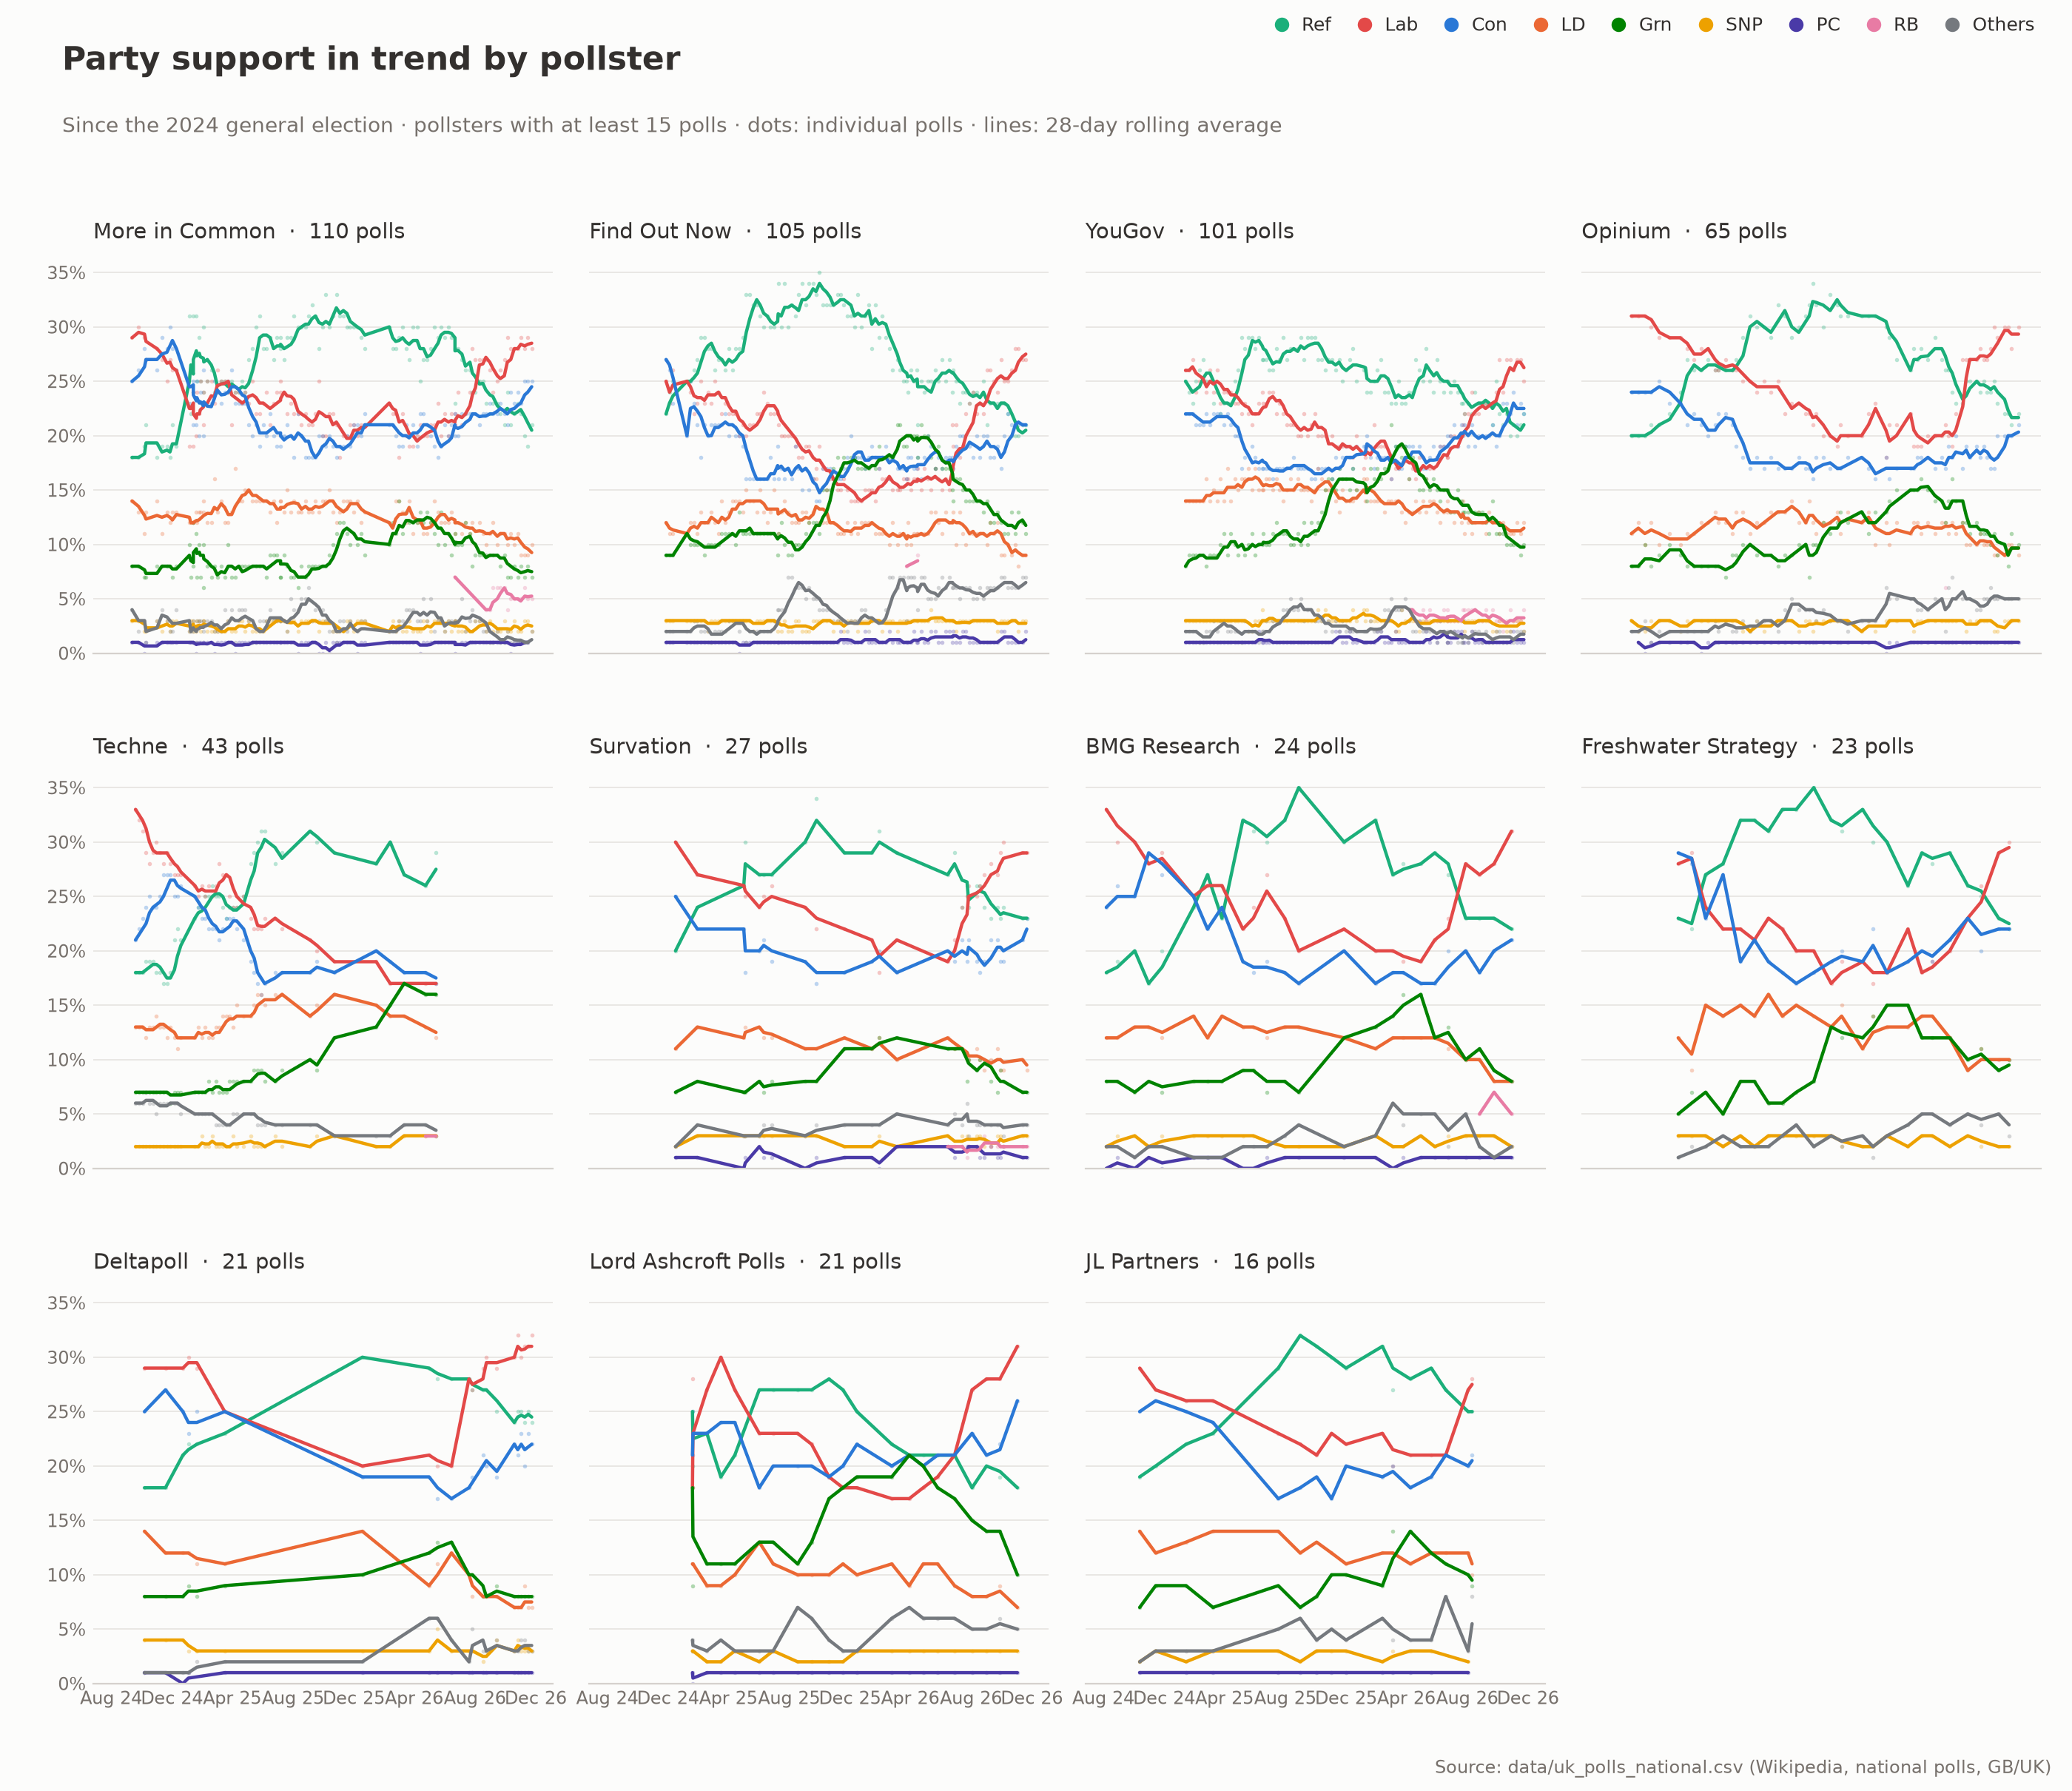 Ref Lab Con LD Grn SNP PC RB Others
Party support in trend by pollster
Since the 2024 general election · pollsters with at least 15 polls · dots: individual polls · lines: 28-day rolling average
More in Common · 110 polls
Find Out Now · 105 polls
YouGov · 101 polls
Opinium · 65 polls
35%
30%
25%
20%
15%
10%
5%
0%
Techne · 43 polls
Survation · 27 polls
BMG Research · 24 polls
Freshwater Strategy · 23 polls
35%
30%
25%
20%
15%
10%
5%
0%
Deltapoll · 21 polls
Lord Ashcroft Polls · 21 polls
JL Partners · 16 polls
35%
30%
25%
20%
15%
10%
5%
0%
Aug 24 Dec 24 Apr 25 Aug 25 Dec 25 Apr 26 Aug 26 Dec 26
Aug 24 Dec 24 Apr 25 Aug 25 Dec 25 Apr 26 Aug 26 Dec 26
Aug 24 Dec 24 Apr 25 Aug 25 Dec 25 Apr 26 Aug 26 Dec 26
Source: data/uk_polls_national.csv (Wikipedia, national polls, GB/UK)